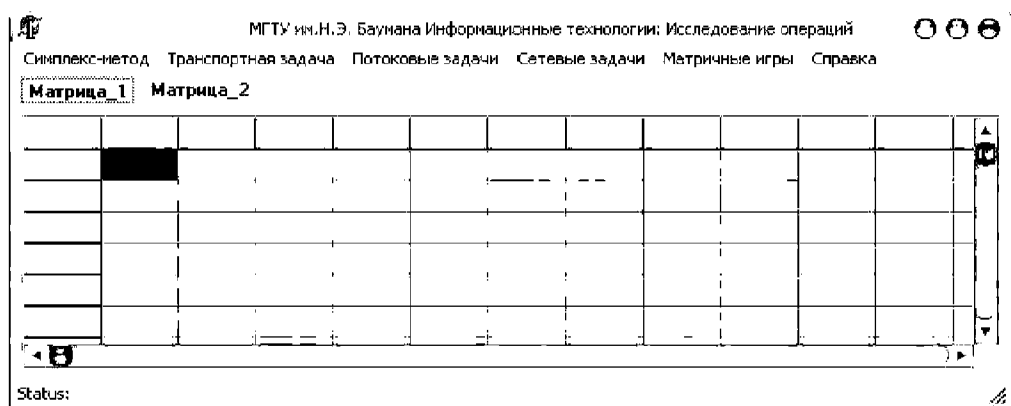 МГТУ им.Н.Э. Баумана Информационные технологии: Исследование операций
Симплекс-метод Транспортная задача Потоковые задачи Сетевые задачи Матричные игры Справка
Матрица_1 Матрица_2
Status: